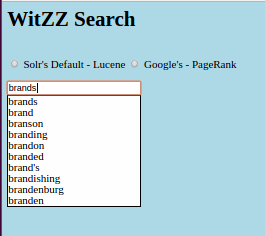 WitZZ Search
Solr's Default - Lucene Google's - PageRank
brands
brands
brand
branson
branding
brandon
branded
brand's
brandishing
brandenburg
branden